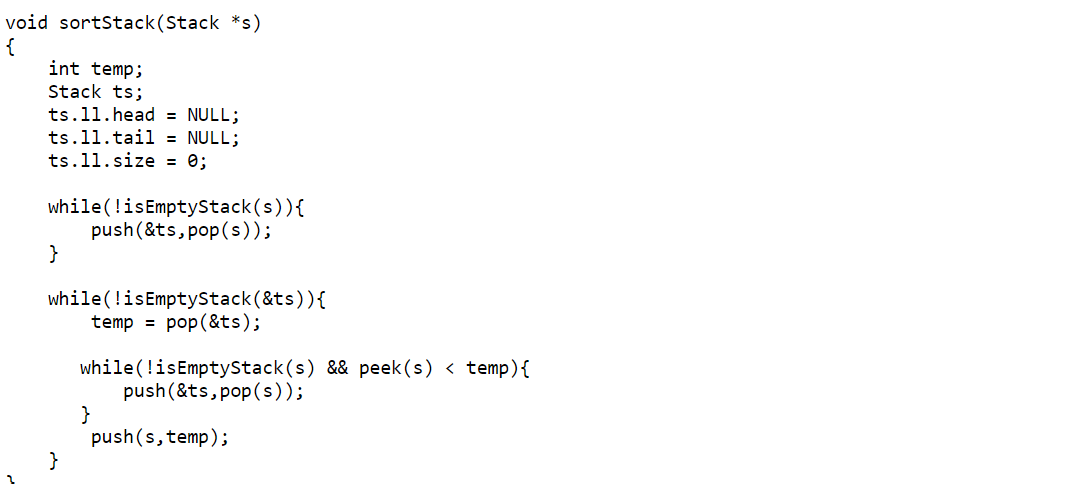 void sortStack(Stack *s)
{
    int temp;
    Stack ts;
    ts.ll.head = NULL;
    ts.ll.tail = NULL;
    ts.ll.size = 0;

    while(!isEmptyStack(s)){
        push(&ts,pop(s));
    }

    while(!isEmptyStack(&ts)){
        temp = pop(&ts);

       while(!isEmptyStack(s) && peek(s) < temp){
           push(&ts,pop(s));
       }
        push(s,temp);
    }
}